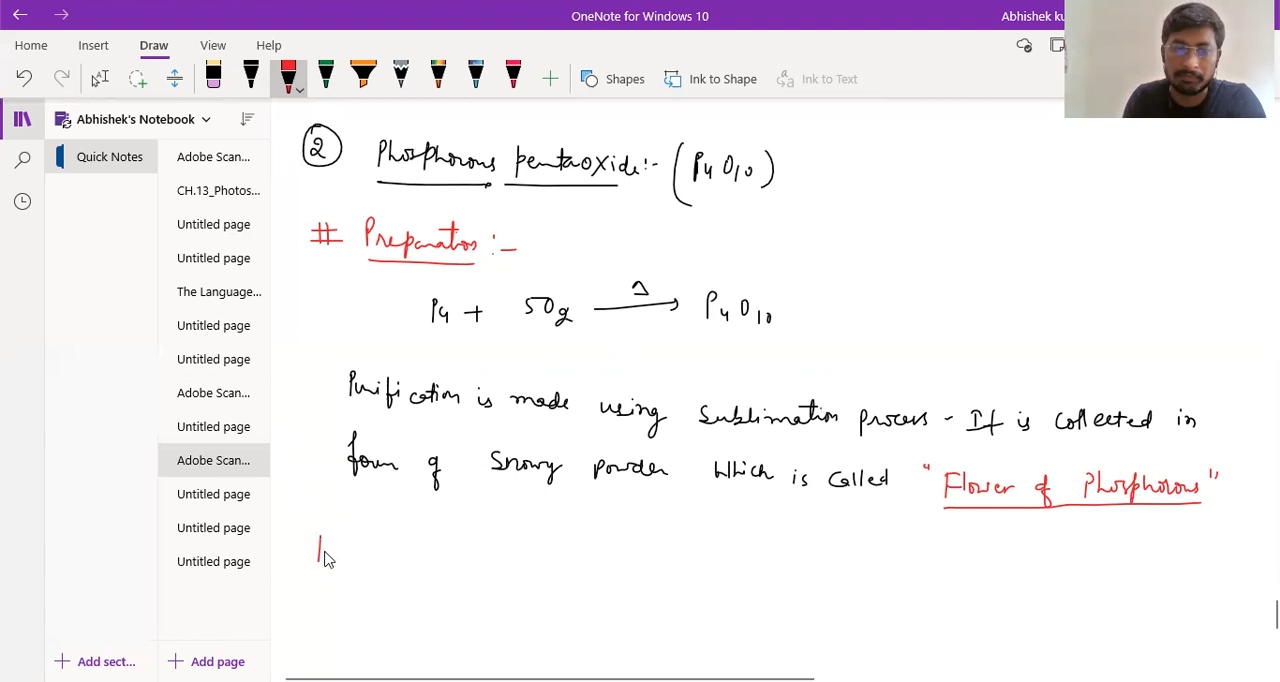 OneNote for Windows 10
Abhishek ku
Home Insert Draw View Help
Shapes Ink to Shape Ink to Text
Abhishek's Notebook
Quick Notes
Adobe Scan...
CH.13_Photos...
Untitled page
Untitled page
The Language...
Untitled page
Untitled page
Adobe Scan...
Untitled page
Adobe Scan...
Untitled page
Untitled page
Untitled page
Add sect... Add page
2 Phosphorous pentaoxide:- (P4O10)
# Preparation:-
P4 + 5O2 → P4O10
Δ
Purification is made using Sublimation process - It is collected in
form of Snowy powder Which is called "Flower of Phosphorous"